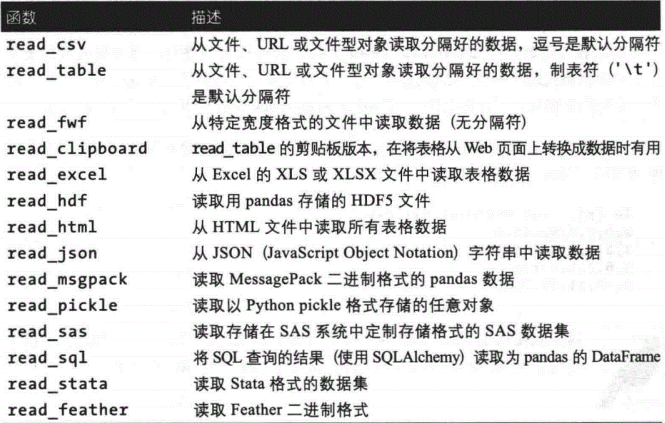 函数 描述
read_csv 从文件、URL 或文件型对象读取分隔好的数据，逗号是默认分隔符
read_table 从文件、URL 或文件型对象读取分隔好的数据，制表符（'\t'）
是默认分隔符
read_fwf 从特定宽度格式的文件中读取数据（无分隔符）
read_clipboard read_table 的剪贴板版本，在将表格从 Web 页面上转换成数据时有用
read_excel 从 Excel 的 XLS 或 XLSX 文件中读取表格数据
read_hdf 读取用 pandas 存储的 HDF5 文件
read_html 从 HTML 文件中读取所有表格数据
read_json 从 JSON（JavaScript Object Notation）字符串中读取数据
read_msgpack 读取 MessagePack 二进制格式的 pandas 数据
read_pickle 读取以 Python pickle 格式存储的任意对象
read_sas 读取存储在 SAS 系统中定制存储格式的 SAS 数据集
read_sql 将 SQL 查询的结果（使用 SQLAlchemy）读取为 pandas 的 DataFrame
read_stata 读取 Stata 格式的数据集
read_feather 读取 Feather 二进制格式